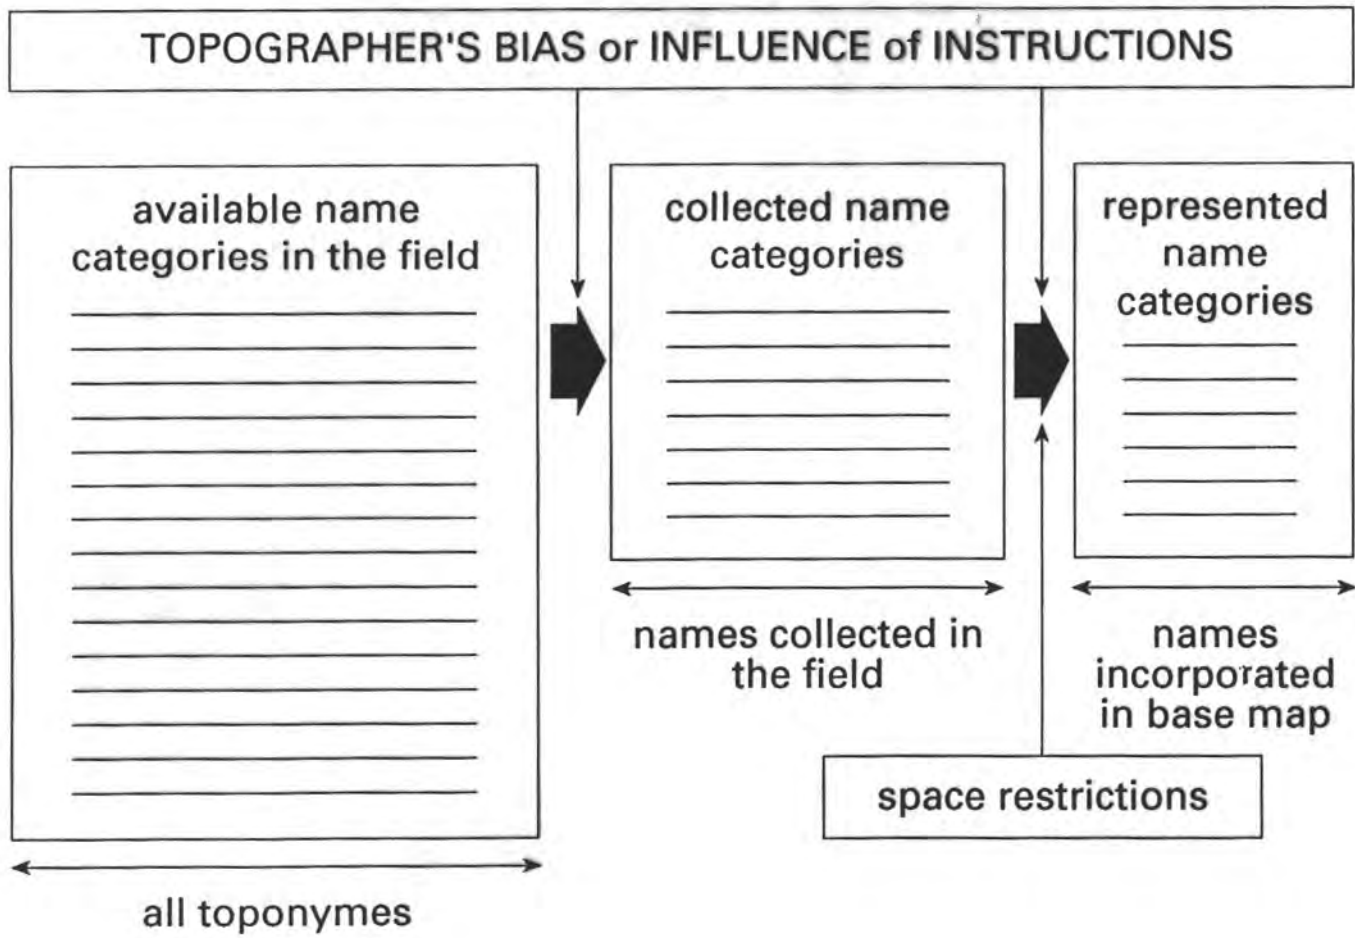 TOPOGRAPHER'S BIAS or INFLUENCE of INSTRUCTIONS
available name
categories in the field
all toponymes
collected name
categories
names collected in
the field
represented
name
categories
names
incorporated
in base map
space restrictions